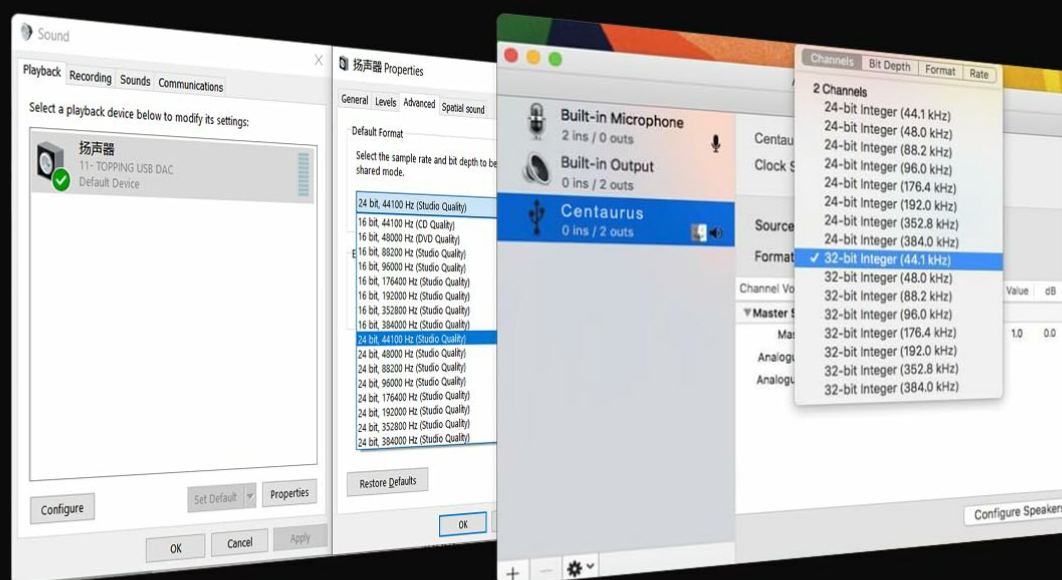 Sound
Playback
Recording
Sounds
Communications
Select a playback device below to modify its settings:
扬声器
11- TOPPING USB DAC
Default Device
Configure
Set Default
Properties
OK
Cancel
Apply
扬声器 Properties
General
Levels
Advanced
Spatial sound
Default Format
Select the sample rate and bit depth to be
shared mode.
24 bit, 44100 Hz (Studio Quality)
16 bit, 44100 Hz (CD Quality)
16 bit, 48000 Hz (DVD Quality)
16 bit, 88200 Hz (Studio Quality)
16 bit, 96000 Hz (Studio Quality)
16 bit, 176400 Hz (Studio Quality)
16 bit, 192000 Hz (Studio Quality)
16 bit, 352800 Hz (Studio Quality)
16 bit, 384000 Hz (Studio Quality)
24 bit, 44100 Hz (Studio Quality)
24 bit, 48000 Hz (Studio Quality)
24 bit, 88200 Hz (Studio Quality)
24 bit, 96000 Hz (Studio Quality)
24 bit, 176400 Hz (Studio Quality)
24 bit, 192000 Hz (Studio Quality)
24 bit, 352800 Hz (Studio Quality)
24 bit, 384000 Hz (Studio Quality)
Restore Defaults
OK
Built-in Microphone
2 ins / 0 outs
Built-in Output
0 ins / 2 outs
Centaurus
0 ins / 2 outs
Centau
Clock S
Source
Format
Channel Vo
Value
dB
Master S
Mas
1.0
0.0
Analogu
Analogu
Configure Speakers
Channels
Bit Depth
Format
Rate
2 Channels
24-bit Integer (44.1 kHz)
24-bit Integer (48.0 kHz)
24-bit Integer (88.2 kHz)
24-bit Integer (96.0 kHz)
24-bit Integer (176.4 kHz)
24-bit Integer (192.0 kHz)
24-bit Integer (352.8 kHz)
24-bit Integer (384.0 kHz)
✓ 32-bit Integer (44.1 kHz)
32-bit Integer (48.0 kHz)
32-bit Integer (88.2 kHz)
32-bit Integer (96.0 kHz)
32-bit Integer (176.4 kHz)
32-bit Integer (192.0 kHz)
32-bit Integer (352.8 kHz)
32-bit Integer (384.0 kHz)